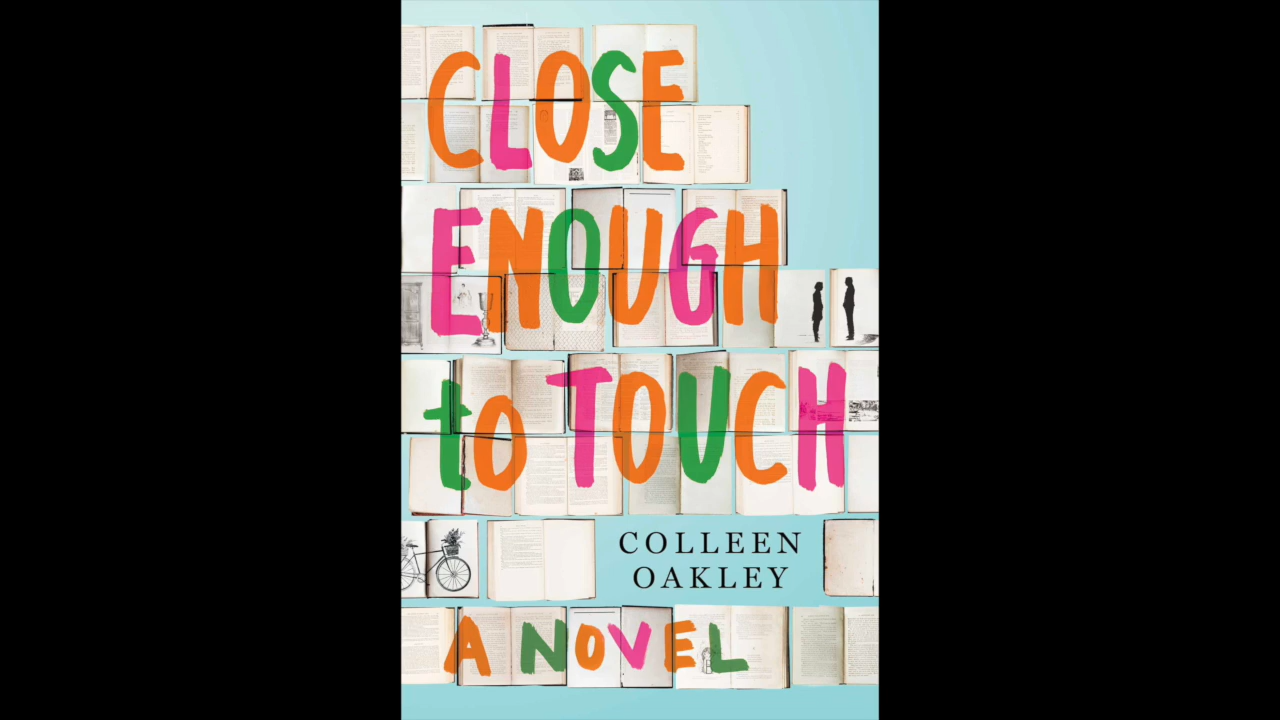 CLOSE
ENOUGH
to TOUCH
COLLEEN
OAKLEY
A NOVEL